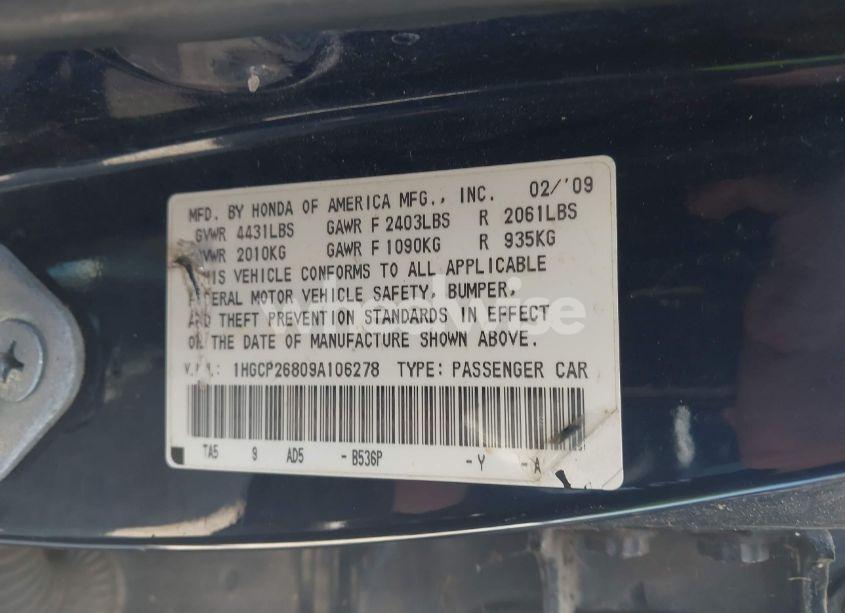 MFD. BY HONDA OF AMERICA MFG., INC. 02/'09
GVWR 4431LBS GAWR F 2403LBS R 2061LBS
GVWR 2010KG GAWR F 1090KG R 935KG
THIS VEHICLE CONFORMS TO ALL APPLICABLE
FEDERAL MOTOR VEHICLE SAFETY, BUMPER,
AND THEFT PREVENTION STANDARDS IN EFFECT
ON THE DATE OF MANUFACTURE SHOWN ABOVE.
V.I.N.: 1HGCP26809A106278 TYPE: PASSENGER CAR
TA5 9 AD5 - B536P - Y - A
wheelwise